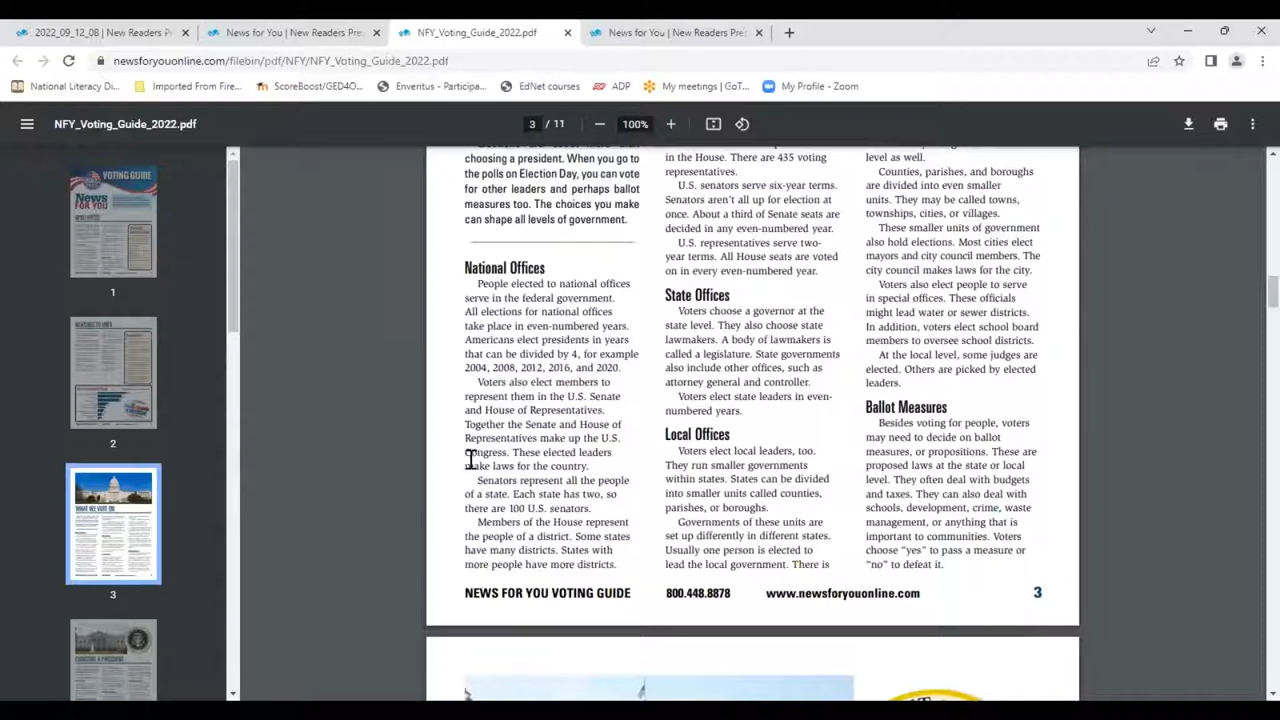 2022_09_12_08 | New Readers Pr
News for You | New Readers Pre
NFY_Voting_Guide_2022.pdf
News for You | New Readers Pre
newsforyouonline.com/filebin/pdf/NFY/NFY_Voting_Guide_2022.pdf
National Literacy Di...
Imported From Fire...
ScoreBoost/GED4O...
Enveritus - Participa...
EdNet courses
ADP
My meetings | GoT...
My Profile - Zoom
NFY_Voting_Guide_2022.pdf
3 / 11
100%
VOTING GUIDE
News
FOR YOU
1
2
3
choosing a president. When you go to
the polls on Election Day, you can vote
for other leaders and perhaps ballot
measures too. The choices you make
can shape all levels of government.
National Offices
People elected to national offices
serve in the federal government.
All elections for national offices
take place in even-numbered years.
Americans elect presidents in years
that can be divided by 4, for example
2004, 2008, 2012, 2016, and 2020.
Voters also elect members to
represent them in the U.S. Senate
and House of Representatives.
Together the Senate and House of
Representatives make up the U.S.
Congress. These elected leaders
make laws for the country.
Senators represent all the people
of a state. Each state has two, so
there are 100 U.S. senators.
Members of the House represent
the people of a district. Some states
have many districts. States with
more people have more districts.
in the House. There are 435 voting
representatives.
U.S. senators serve six-year terms.
Senators aren't all up for election at
once. About a third of Senate seats are
decided in any even-numbered year.
U.S. representatives serve two-
year terms. All House seats are voted
on in every even-numbered year.
State Offices
Voters choose a governor at the
state level. They also choose state
lawmakers. A body of lawmakers is
called a legislature. State governments
also include other offices, such as
attorney general and controller.
Voters elect state leaders in even-
numbered years.
Local Offices
Voters elect local leaders, too.
They run smaller governments
within states. States can be divided
into smaller units called counties,
parishes, or boroughs.
Governments of these units are
set up differently in different states.
Usually one person is elected to
lead the local government. There is
level as well.
Counties, parishes, and boroughs
are divided into even smaller
units. They may be called towns,
townships, cities, or villages.
These smaller units of government
also hold elections. Most cities elect
mayors and city council members. The
city council makes laws for the city.
Voters also elect people to serve
in special offices. These officials
might lead water or sewer districts.
In addition, voters elect school board
members to oversee school districts.
At the local level, some judges are
elected. Others are picked by elected
leaders.
Ballot Measures
Besides voting for people, voters
may need to decide on ballot
measures, or propositions. These are
proposed laws at the state or local
level. They often deal with budgets
and taxes. They can also deal with
schools, development, crime, waste
management, or anything that is
important to communities. Voters
choose "yes" to pass a measure or
"no" to defeat it.
NEWS FOR YOU VOTING GUIDE
800.448.8878
www.newsforyouonline.com
3